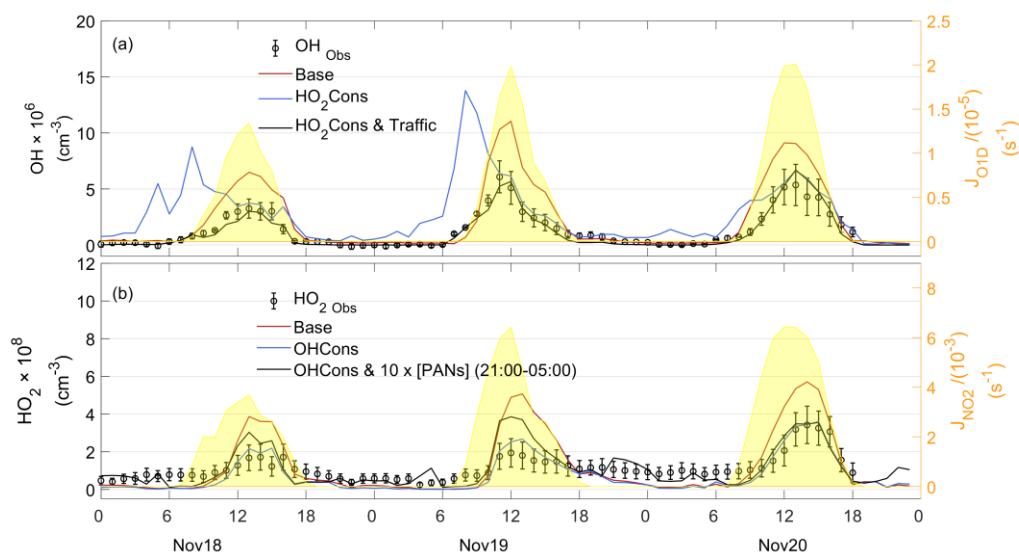 (a)
OH Obs
Base
HO2Cons
HO2Cons & Traffic
OH × 10^6
(cm^-3)
20
15
10
5
0
2.5
2
1.5
1
0.5
0
J_O1D /(10^-5)
(s^-1)
(b)
HO2 Obs
Base
OHCons
OHCons & 10 x [PANs] (21:00-05:00)
HO2 × 10^8
(cm^-3)
12
10
8
6
4
2
0
8
6
4
2
0
J_NO2 /(10^-3)
(s^-1)
0 6 12 18 0 6 12 18 0 6 12 18 0
Nov18 Nov19 Nov20